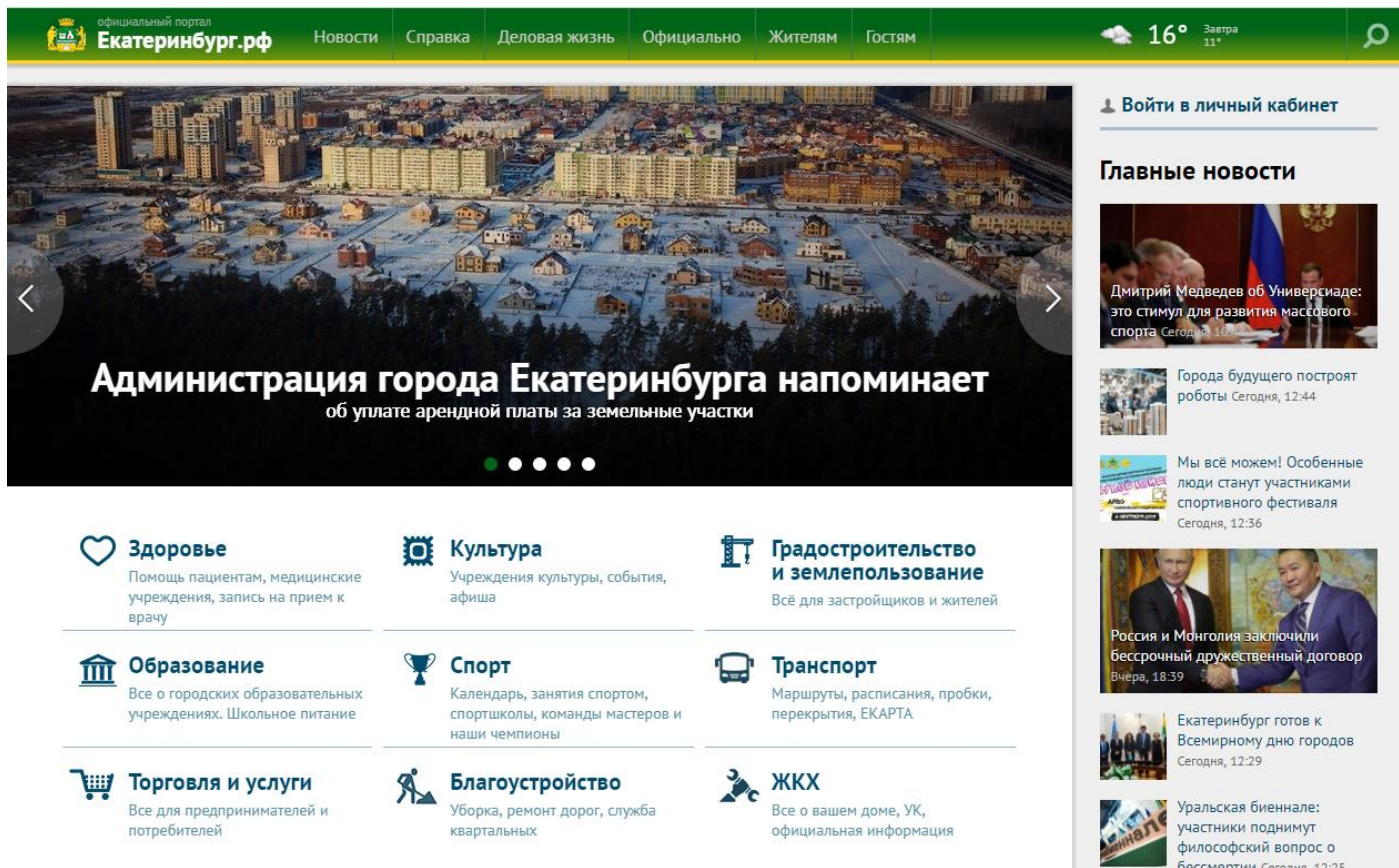 официальный портал
Екатеринбург.рф
Новости
Справка
Деловая жизнь
Официально
Жителям
Гостям
16°
Завтра
11°
Администрация города Екатеринбурга напоминает
об уплате арендной платы за земельные участки
Здоровье
Помощь пациентам, медицинские
учреждения, запись на прием к
врачу
Культура
Учреждения культуры, события,
афиша
Градостроительство
и землепользование
Всё для застройщиков и жителей
Образование
Все о городских образовательных
учреждениях. Школьное питание
Спорт
Календарь, занятия спортом,
спортшколы, команды мастеров и
наши чемпионы
Транспорт
Маршруты, расписания, пробки,
перекрытия, ЕКАРТА
Торговля и услуги
Все для предпринимателей и
потребителей
Благоустройство
Уборка, ремонт дорог, служба
квартальных
ЖКХ
Все о вашем доме, УК,
официальная информация
Войти в личный кабинет
Главные новости
Дмитрий Медведев об Универсиаде:
это стимул для развития массового
спорта Сегодня,
Города будущего построят
роботы Сегодня, 12:44
Мы всё можем! Особенные
люди станут участниками
спортивного фестиваля
Сегодня, 12:36
Россия и Монголия заключили
бессрочный дружественный договор
Вчера, 18:39
Екатеринбург готов к
Всемирному дню городов
Сегодня, 12:29
Уральская биеннале:
участники поднимут
философский вопрос о
бессмертии Сегодня, 12:25